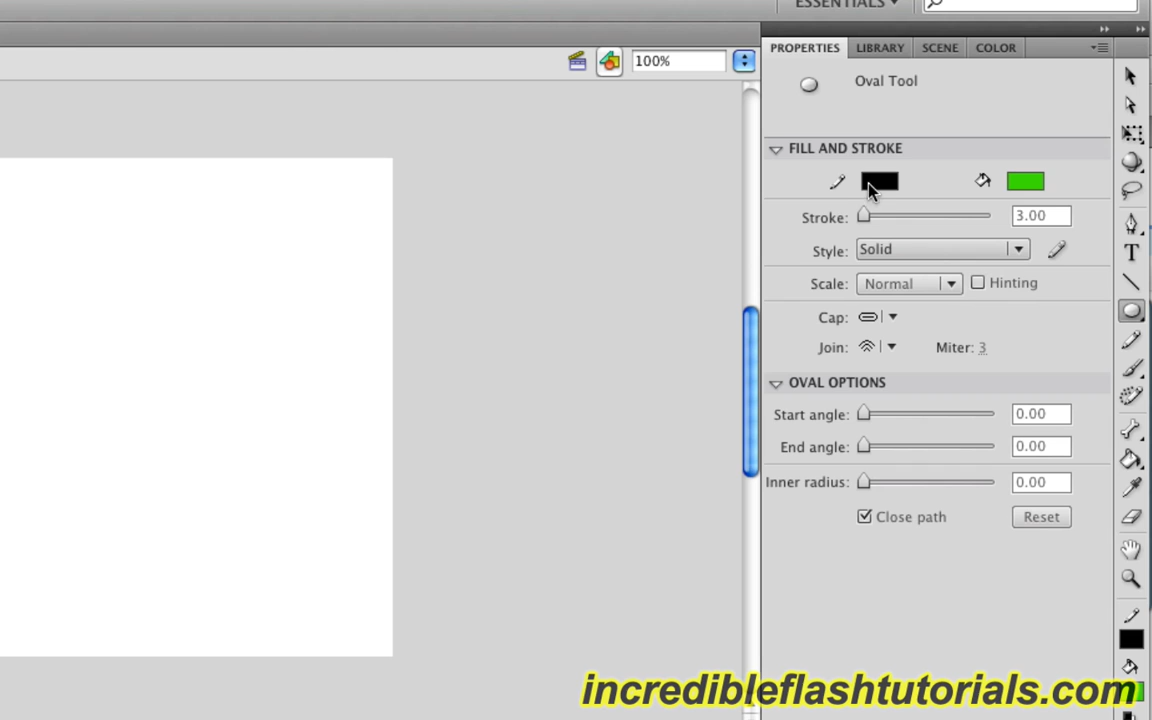 ESSENTIALS
100%
PROPERTIES LIBRARY SCENE COLOR
Oval Tool
FILL AND STROKE
Stroke: 3.00
Style: Solid
Scale: Normal Hinting
Cap:
Join: Miter: 3
OVAL OPTIONS
Start angle: 0.00
End angle: 0.00
Inner radius: 0.00
Close path Reset
T
incredibleflashtutorials.com